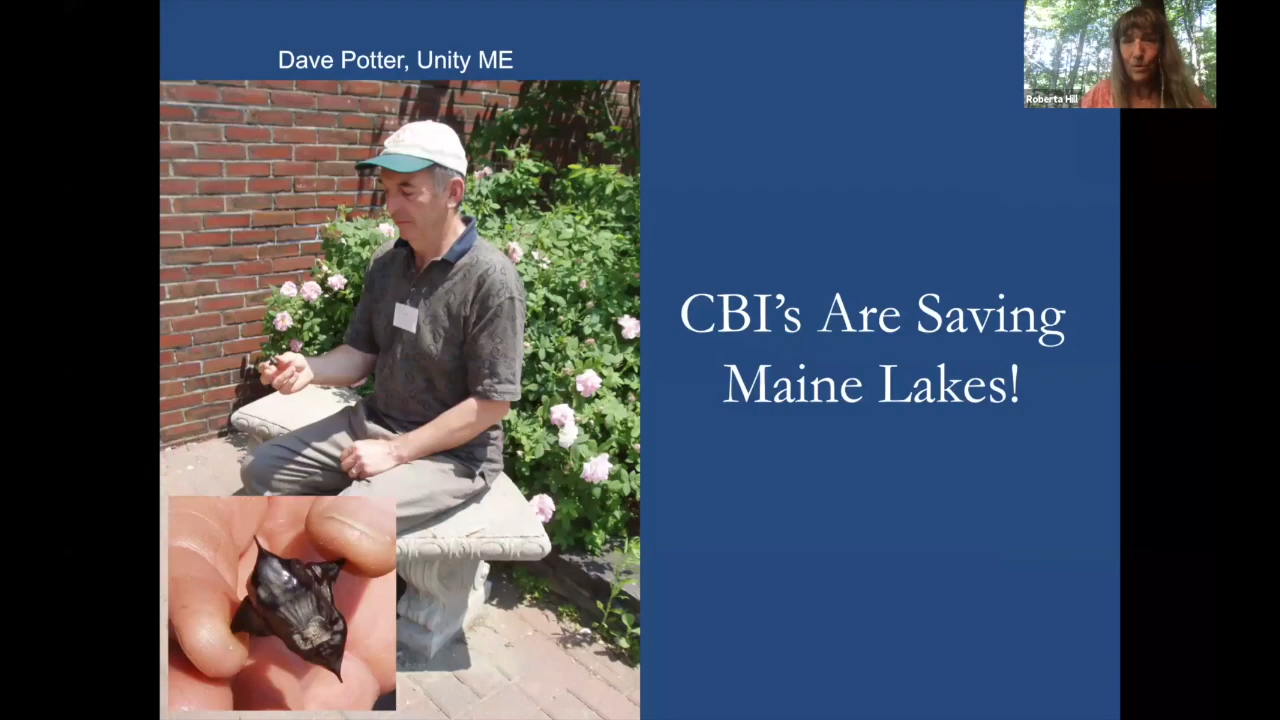 Dave Potter, Unity ME
Roberta Hill
CBI’s Are Saving
Maine Lakes!